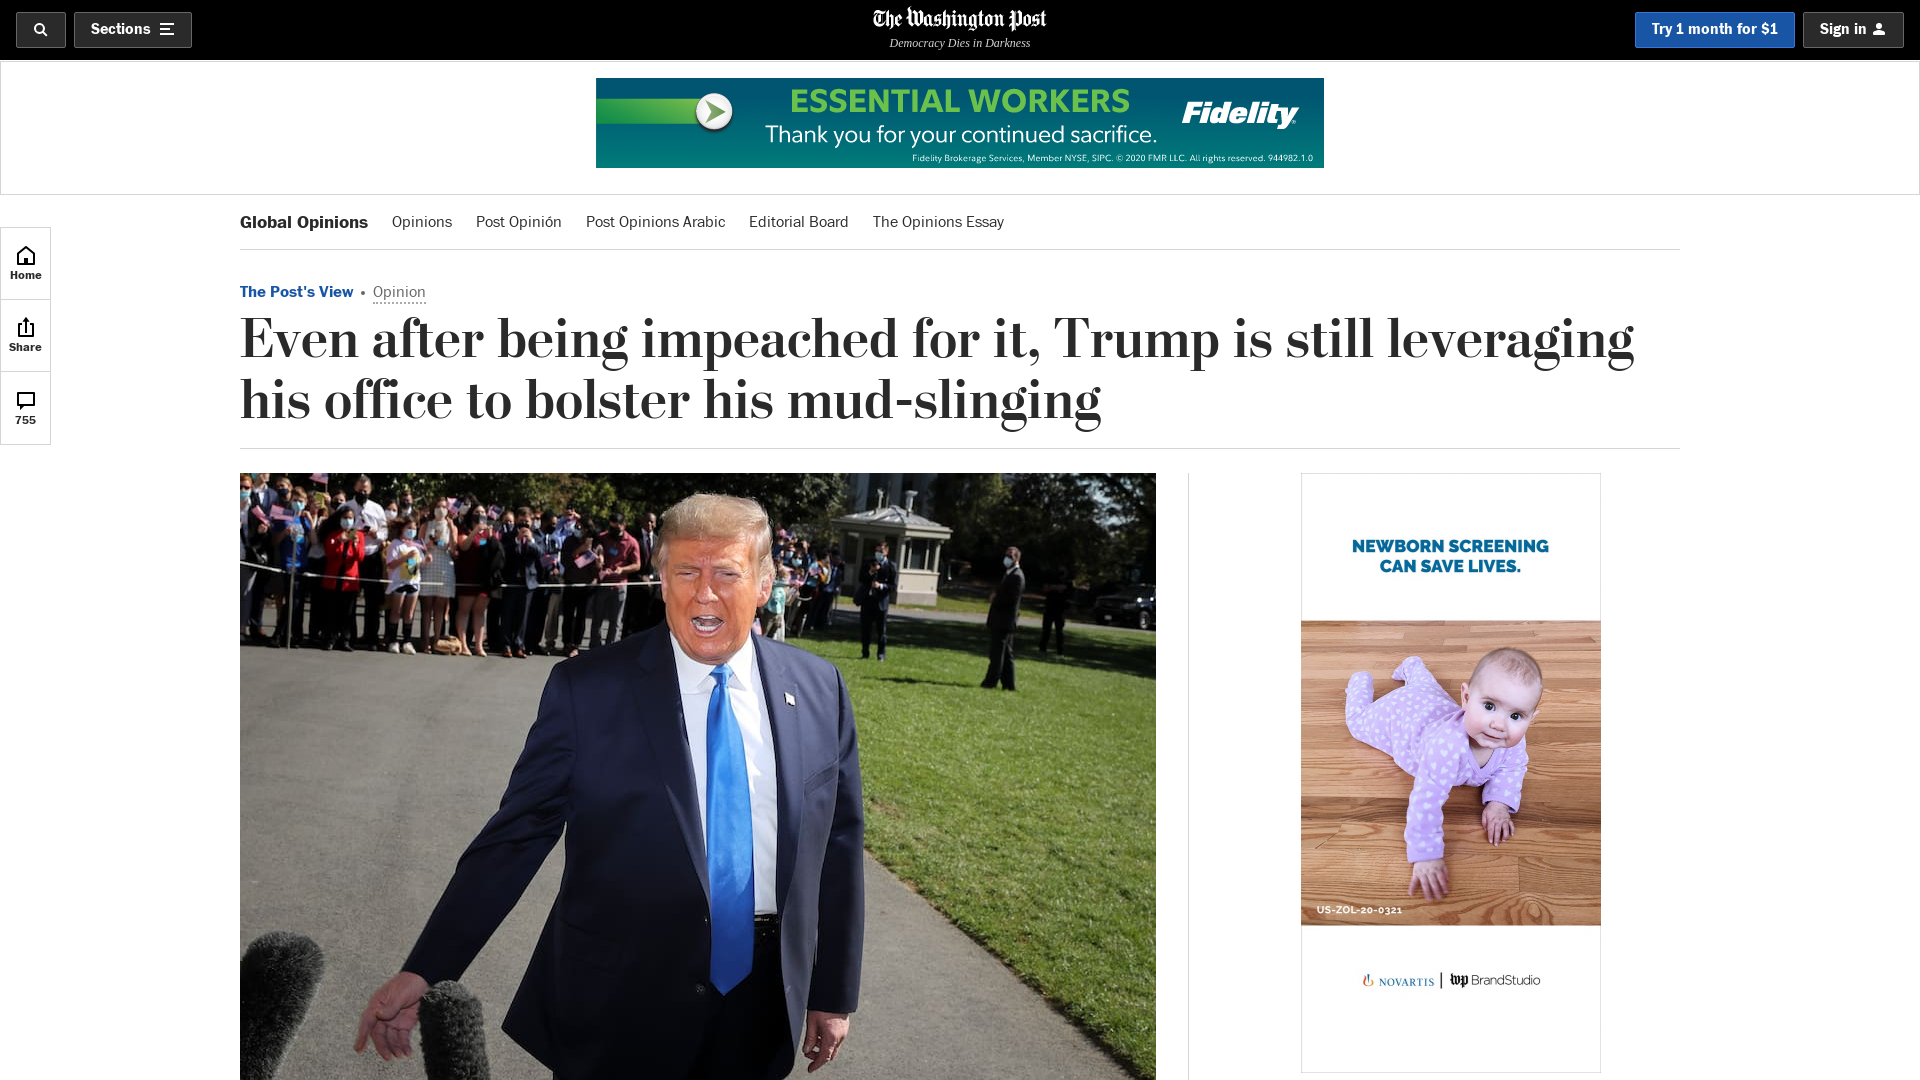 Sections
The Washington Post
Democracy Dies in Darkness
Try 1 month for $1
Sign in
ESSENTIAL WORKERS
Thank you for your continued sacrifice.
Fidelity
Fidelity Brokerage Services, Member NYSE, SIPC. © 2020 FMR LLC. All rights reserved. 944982.1.0
Global Opinions Opinions Post Opinión Post Opinions Arabic Editorial Board The Opinions Essay
Home
Share
755
The Post's View • Opinion
Even after being impeached for it, Trump is still leveraging
his office to bolster his mud-slinging
NEWBORN SCREENING
CAN SAVE LIVES.
US-ZOL-20-0321
NOVARTIS | wp BrandStudio